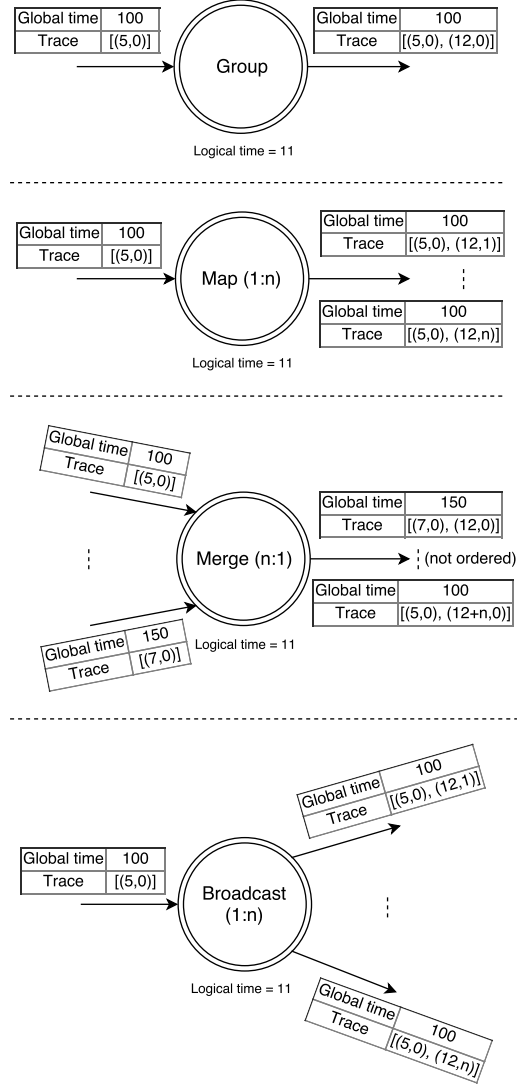 Global time 100
Trace [(5,0)]
Global time 100
Trace [(5,0), (12,0)]
Group
Logical time = 11
Global time 100
Trace [(5,0)]
Map (1:n)
Logical time = 11
Global time 100
Trace [(5,0), (12,1)]
Global time 100
Trace [(5,0), (12,n)]
Global time 100
Trace [(5,0)]
Global time 150
Trace [(7,0)]
Merge (n:1)
Logical time = 11
Global time 150
Trace [(7,0), (12,0)]
(not ordered)
Global time 100
Trace [(5,0), (12+n,0)]
Global time 100
Trace [(5,0)]
Broadcast
(1:n)
Logical time = 11
Global time 100
Trace [(5,0), (12,1)]
Global time 100
Trace [(5,0), (12,n)]